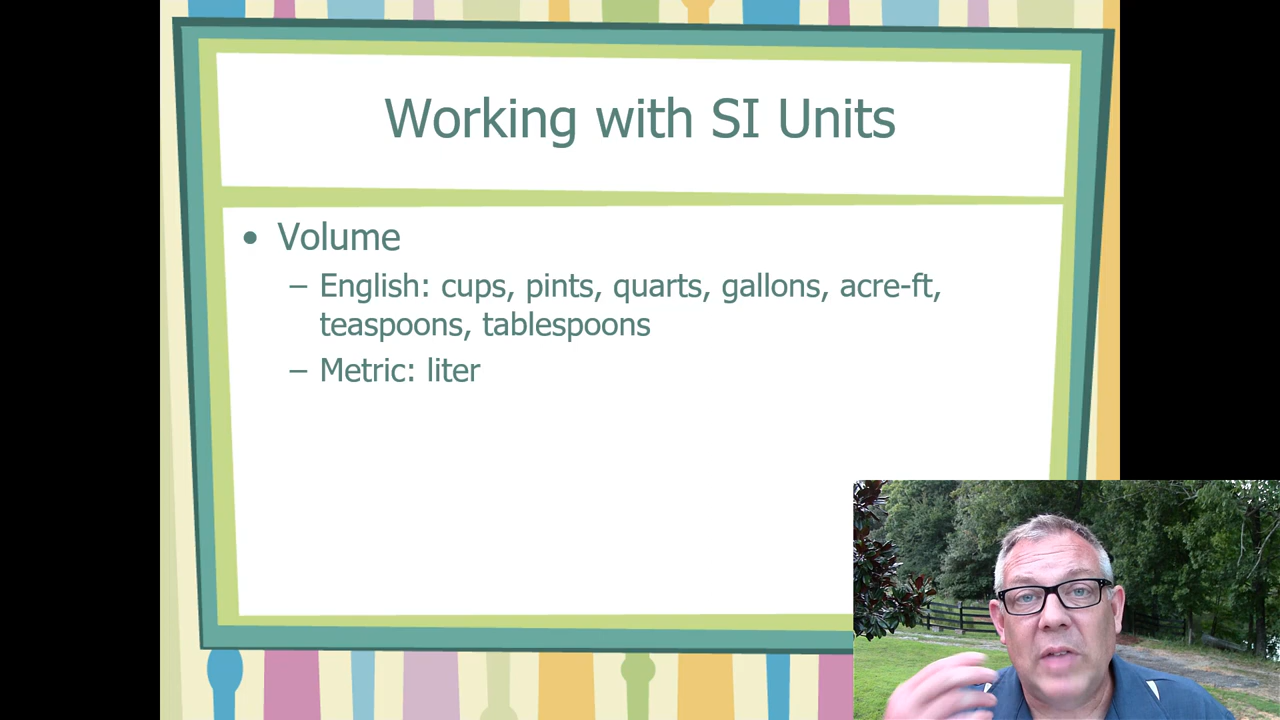 Working with SI Units
• Volume
– English: cups, pints, quarts, gallons, acre-ft,
teaspoons, tablespoons
– Metric: liter